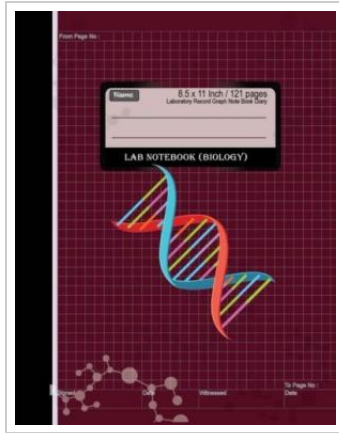 From Page No :
Name: 8.5 x 11 Inch / 121 pages
Laboratory Record Graph Note Book Diary
LAB NOTEBOOK (BIOLOGY)
To Page No :
Signed Date Witnessed Date